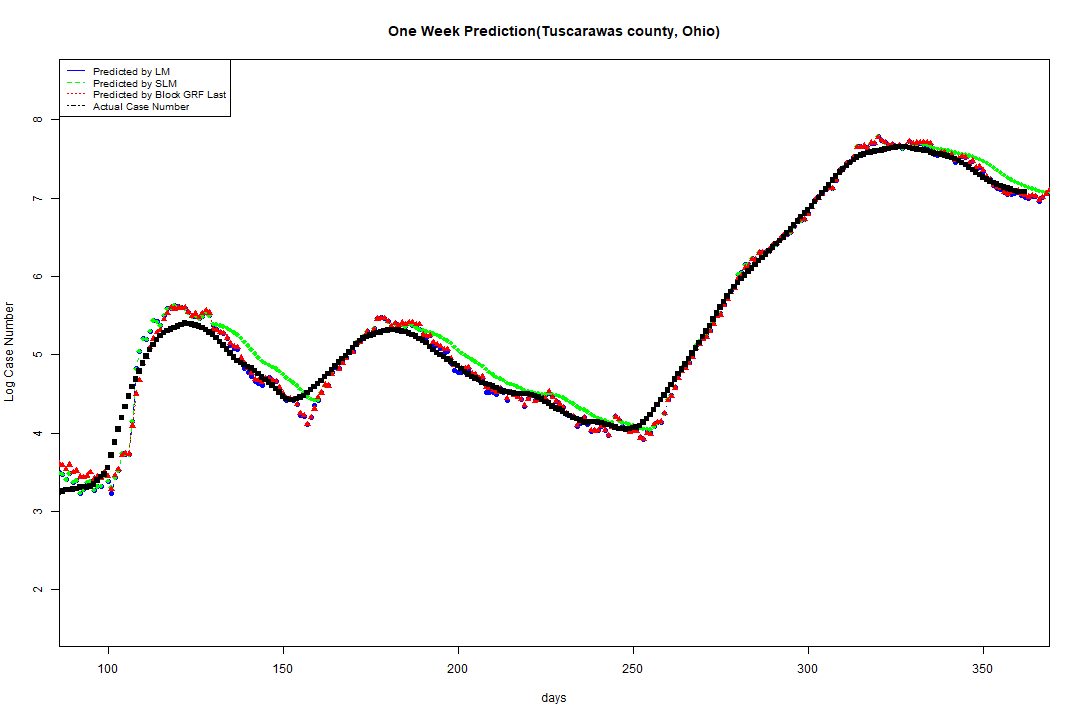 One Week Prediction(Tuscarawas county, Ohio)
Predicted by LM
Predicted by SLM
Predicted by Block GRF Last
Actual Case Number
8
7
6
5
4
3
2
Log Case Number
100 150 200 250 300 350
days